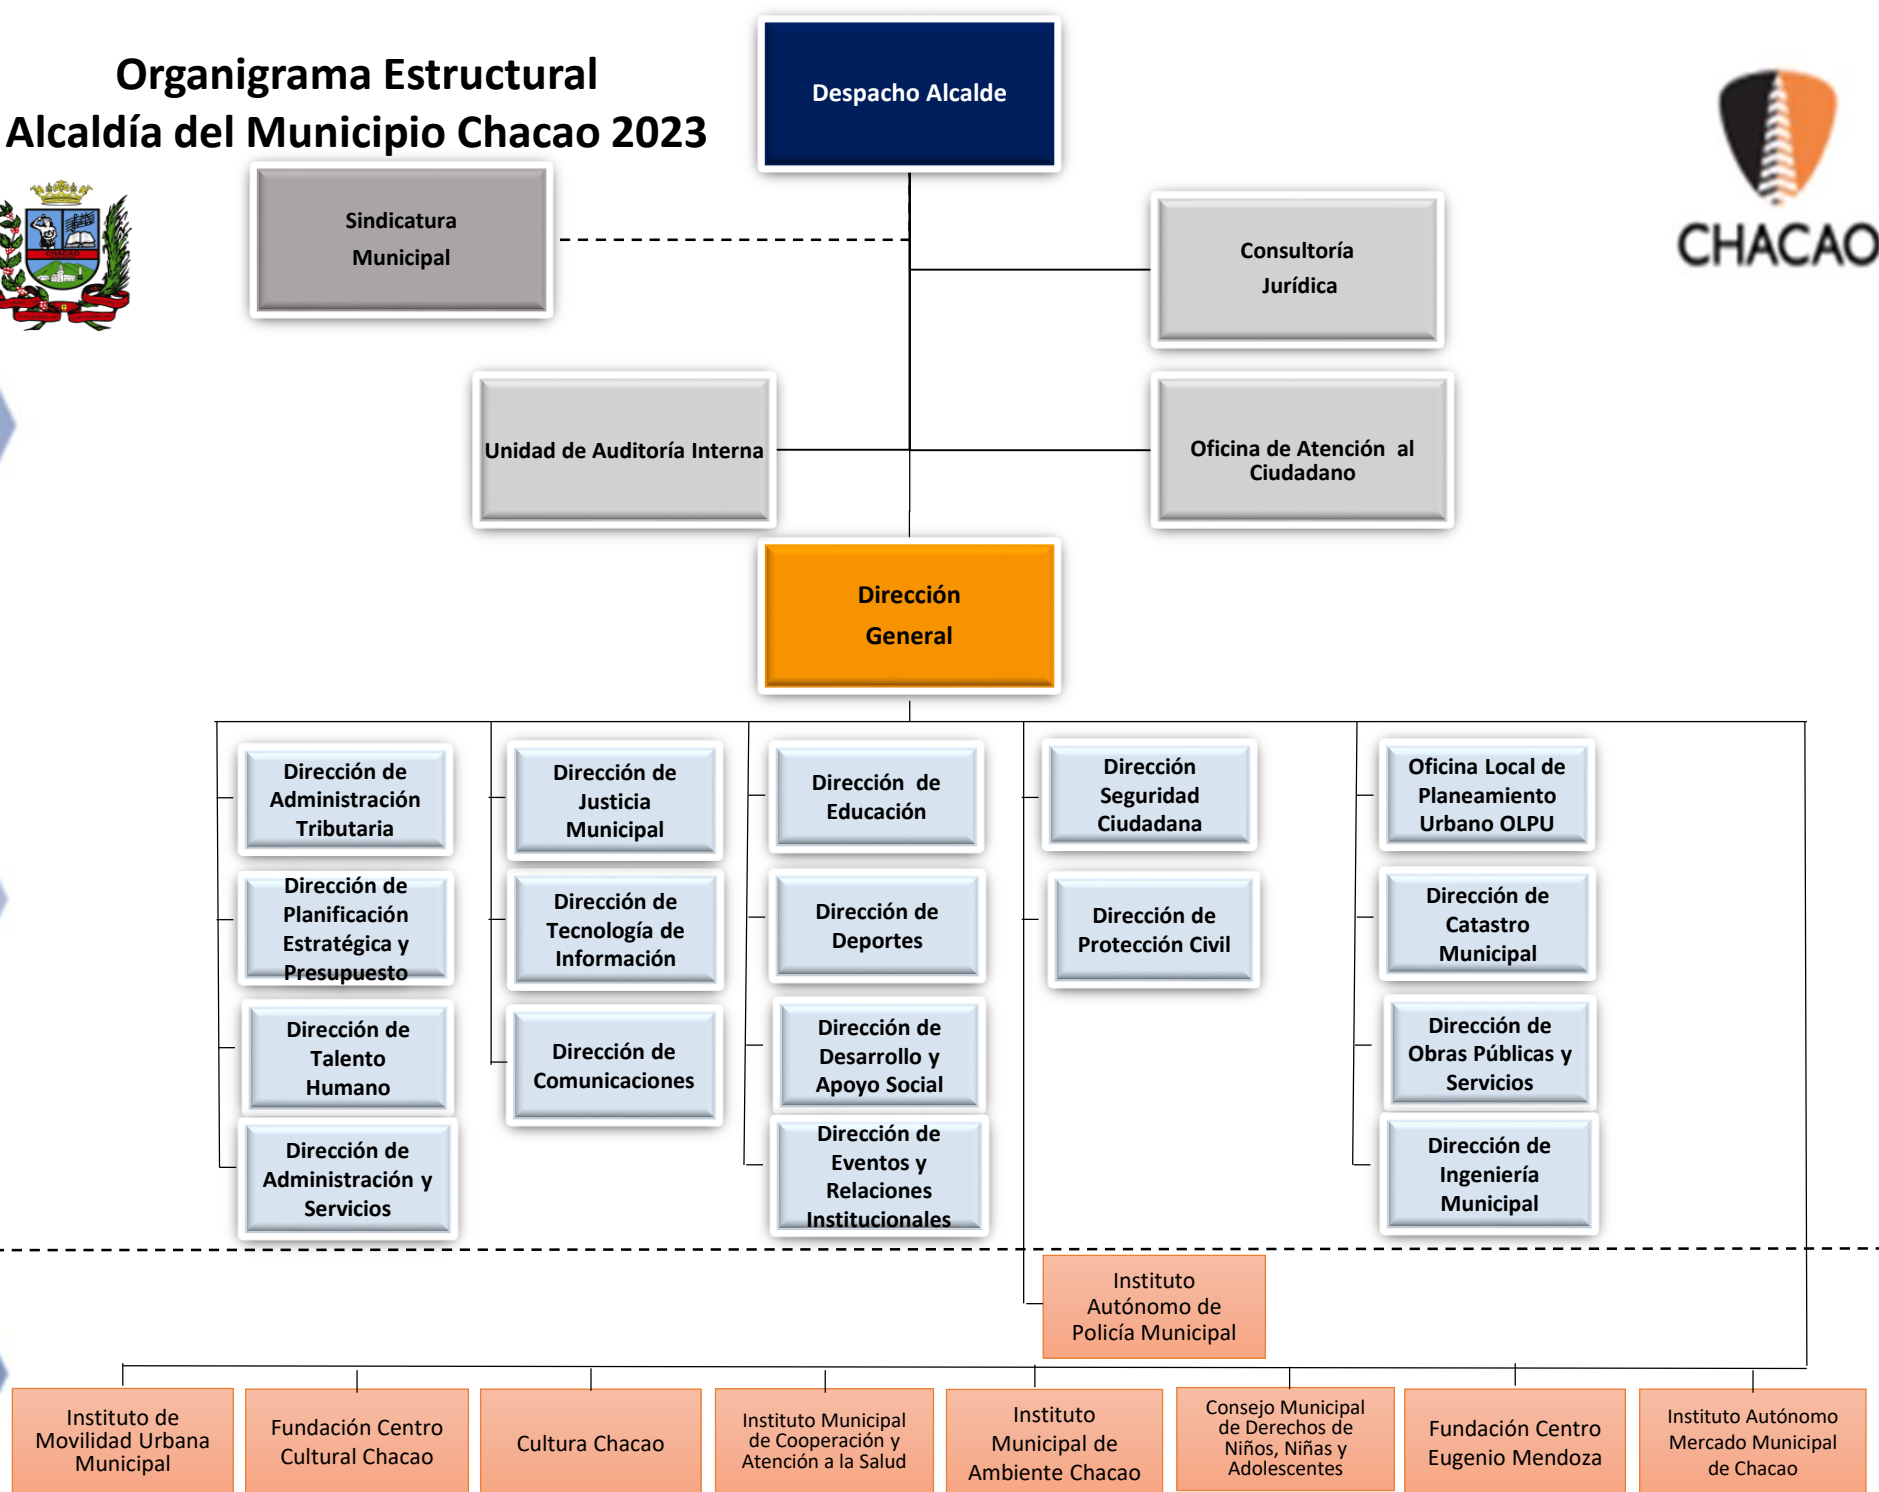 Organigrama Estructural
Alcaldía del Municipio Chacao 2023
Despacho Alcalde
CHACAO
CHACAO
Sindicatura
Municipal
Consultoría
Jurídica
Unidad de Auditoría Interna
Oficina de Atención al
Ciudadano
Dirección
General
Dirección de
Administración
Tributaria
Dirección de
Justicia
Municipal
Dirección de
Educación
Dirección
Seguridad
Ciudadana
Oficina Local de
Planeamiento
Urbano OLPU
Dirección de
Planificación
Estratégica y
Presupuesto
Dirección de
Tecnología de
Información
Dirección de
Deportes
Dirección de
Protección Civil
Dirección de
Catastro
Municipal
Dirección de
Talento
Humano
Dirección de
Comunicaciones
Dirección de
Desarrollo y
Apoyo Social
Dirección de
Obras Públicas y
Servicios
Dirección de
Administración y
Servicios
Dirección de
Eventos y
Relaciones
Institucionales
Dirección de
Ingeniería
Municipal
Instituto
Autónomo de
Policía Municipal
Instituto de
Movilidad Urbana
Municipal
Fundación Centro
Cultural Chacao
Cultura Chacao
Instituto Municipal
de Cooperación y
Atención a la Salud
Instituto
Municipal de
Ambiente Chacao
Consejo Municipal
de Derechos de
Niños, Niñas y
Adolescentes
Fundación Centro
Eugenio Mendoza
Instituto Autónomo
Mercado Municipal
de Chacao